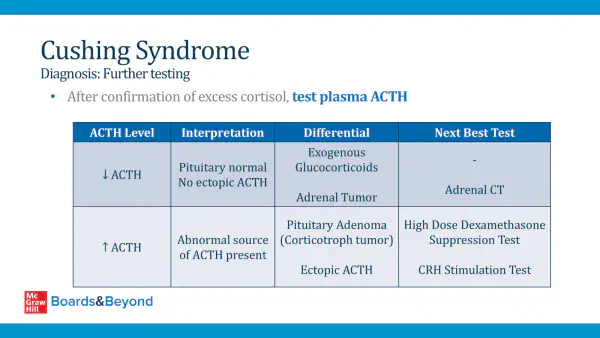 Cushing Syndrome
Diagnosis: Further testing
• After confirmation of excess cortisol, test plasma ACTH
ACTH Level Interpretation Differential Next Best Test
↓ ACTH
Pituitary normal
No ectopic ACTH
Exogenous
Glucocorticoids
Adrenal Tumor
-
Adrenal CT
↑ ACTH
Abnormal source
of ACTH present
Pituitary Adenoma
(Corticotroph tumor)
Ectopic ACTH
High Dose Dexamethasone
Suppression Test
CRH Stimulation Test
Mc
Graw
Hill
Boards&Beyond